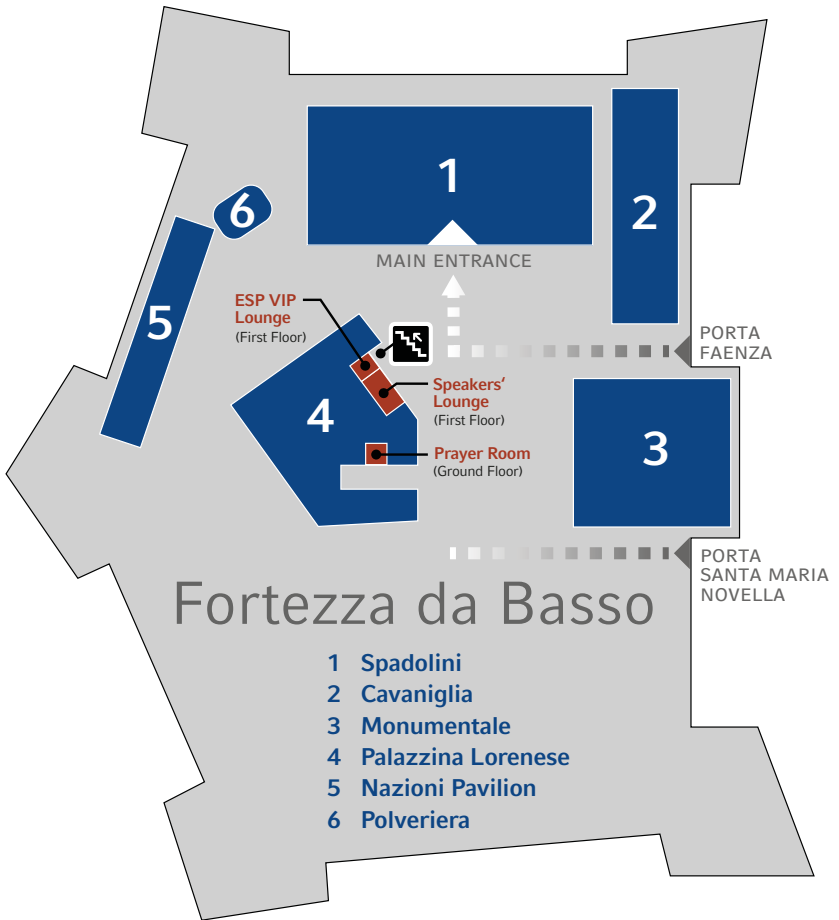 1
2
MAIN ENTRANCE
6
5
ESP VIP
Lounge
(First Floor)
PORTA
FAENZA
Speakers’
Lounge
(First Floor)
4
3
Prayer Room
(Ground Floor)
PORTA
SANTA MARIA
NOVELLA
Fortezza da Basso
1 Spadolini
2 Cavaniglia
3 Monumentale
4 Palazzina Lorenese
5 Nazioni Pavilion
6 Polveriera